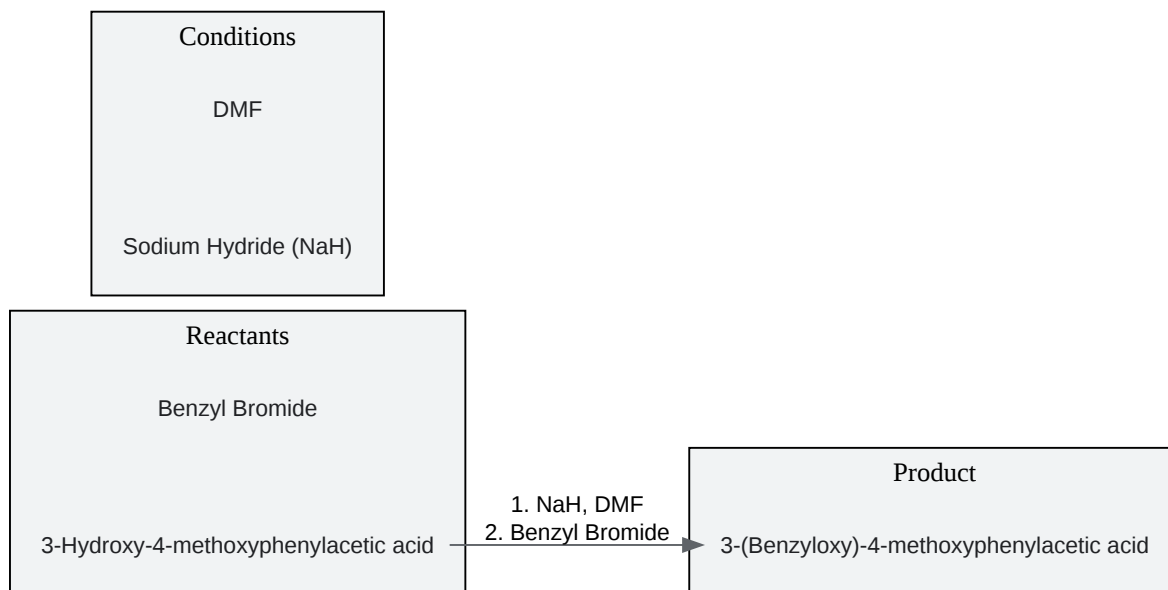 Conditions
DMF
Sodium Hydride (NaH)
Reactants
Benzyl Bromide
3-Hydroxy-4-methoxyphenylacetic acid
1. NaH, DMF
2. Benzyl Bromide
Product
3-(Benzyloxy)-4-methoxyphenylacetic acid